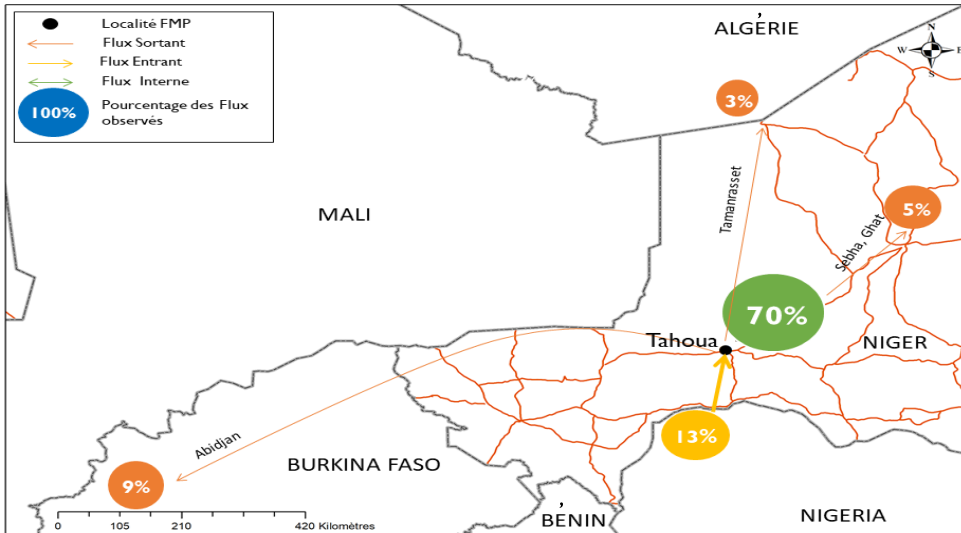 Localité FMP
Flux Sortant
Flux Entrant
Flux Interne
100%
Pourcentage des Flux
observés
ALGÉRIE
N
W
E
S
3%
MALI
Tamanrasset
5%
Sebha, Ghat
70%
Tahoua
NIGER
13%
Abidjan
BURKINA FASO
9%
BÉNIN
NIGERIA
0
105
210
420 Kilomètres